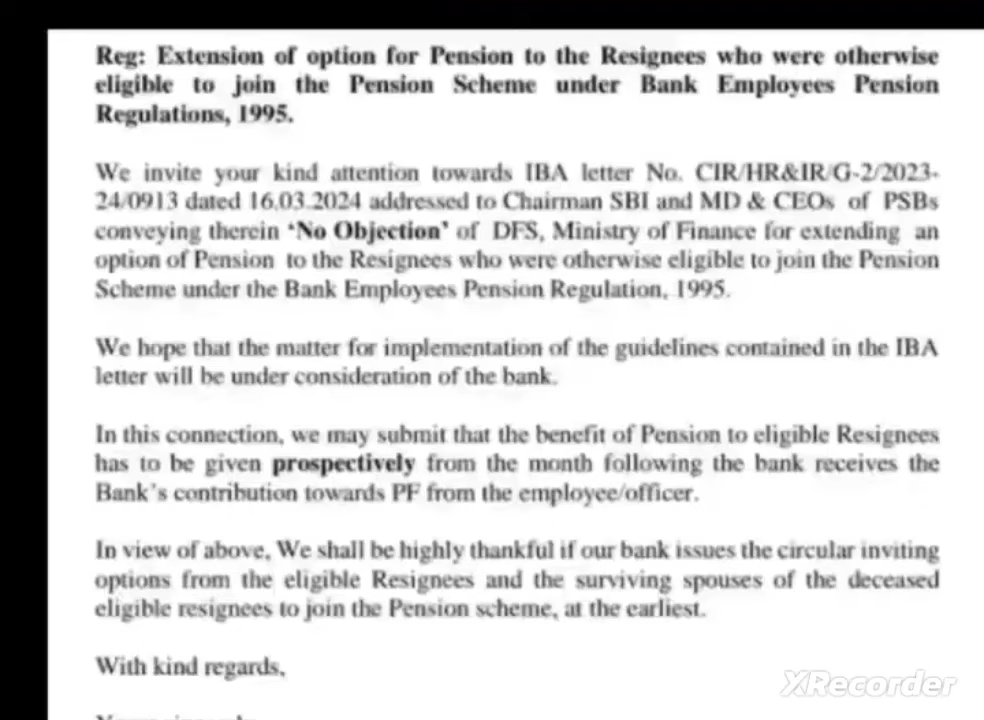 Reg: Extension of option for Pension to the Resignees who were otherwise
eligible to join the Pension Scheme under Bank Employees Pension
Regulations, 1995.
We invite your kind attention towards IBA letter No. CIR/HR&IR/G-2/2023-
24/0913 dated 16.03.2024 addressed to Chairman SBI and MD & CEOs of PSBs
conveying therein ‘No Objection’ of DFS, Ministry of Finance for extending an
option of Pension to the Resignees who were otherwise eligible to join the Pension
Scheme under the Bank Employees Pension Regulation, 1995.
We hope that the matter for implementation of the guidelines contained in the IBA
letter will be under consideration of the bank.
In this connection, we may submit that the benefit of Pension to eligible Resignees
has to be given prospectively from the month following the bank receives the
Bank’s contribution towards PF from the employee/officer.
In view of above, We shall be highly thankful if our bank issues the circular inviting
options from the eligible Resignees and the surviving spouses of the deceased
eligible resignees to join the Pension scheme, at the earliest.
With kind regards,
XRecorder